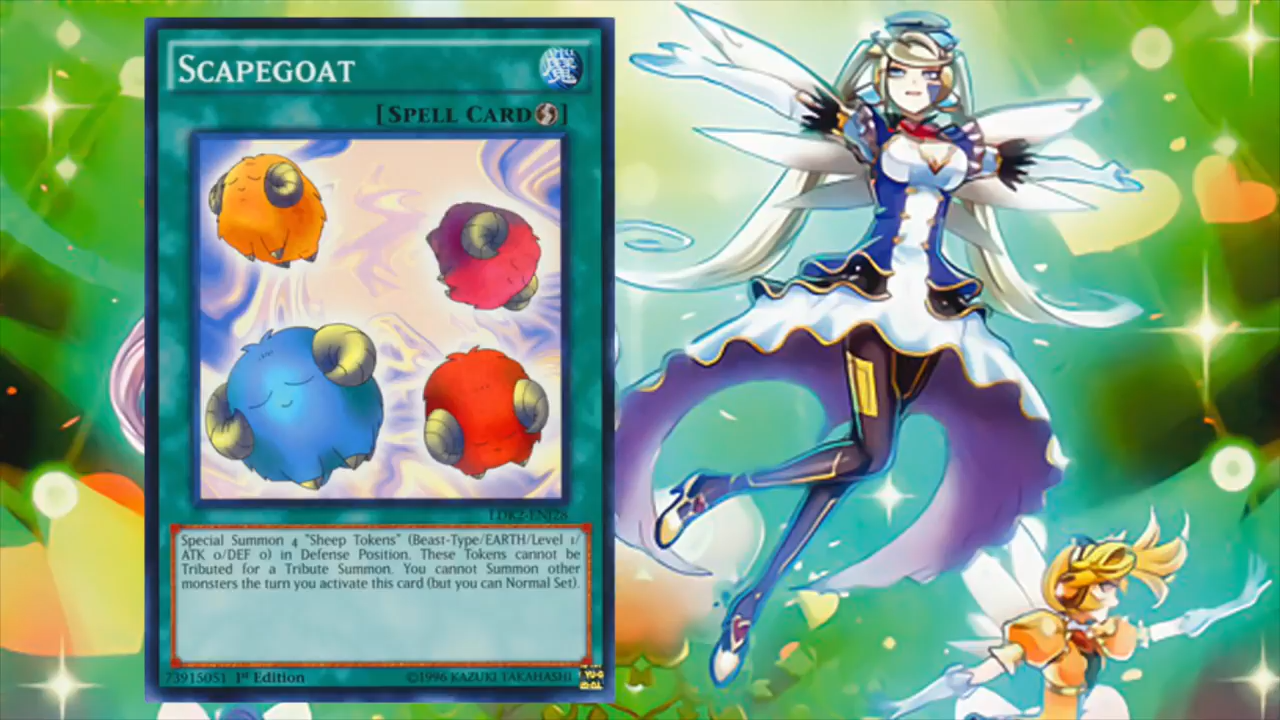 SCAPEGOAT
魔
[SPELL CARD]
LDK2-ENJ28
Special Summon 4 "Sheep Tokens" (Beast-Type/EARTH/Level 1/
ATK 0/DEF 0) in Defense Position. These Tokens cannot be
Tributed for a Tribute Summon. You cannot Summon other
monsters the turn you activate this card (but you can Normal Set).
73915051 1st Edition
©1996 KAZUKI TAKAHASHI